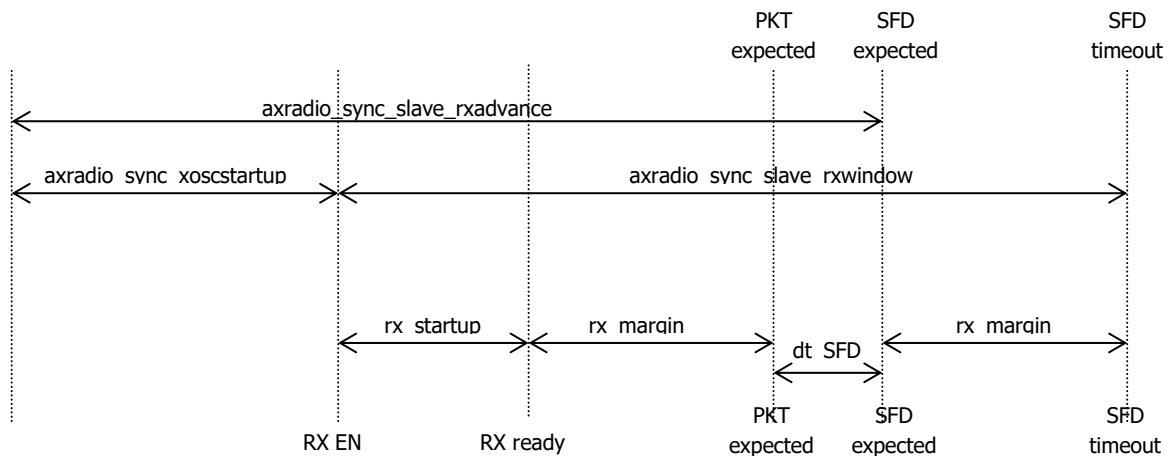 PKT expected
SFD expected
SFD timeout
axradio_sync_slave_rxadvance
axradio_sync_xoscstartup
axradio_sync_slave_rxwindow
rx_startup
rx_margin
rx_margin
dt_SFD
RX EN
RX ready
PKT expected
SFD expected
SFD timeout